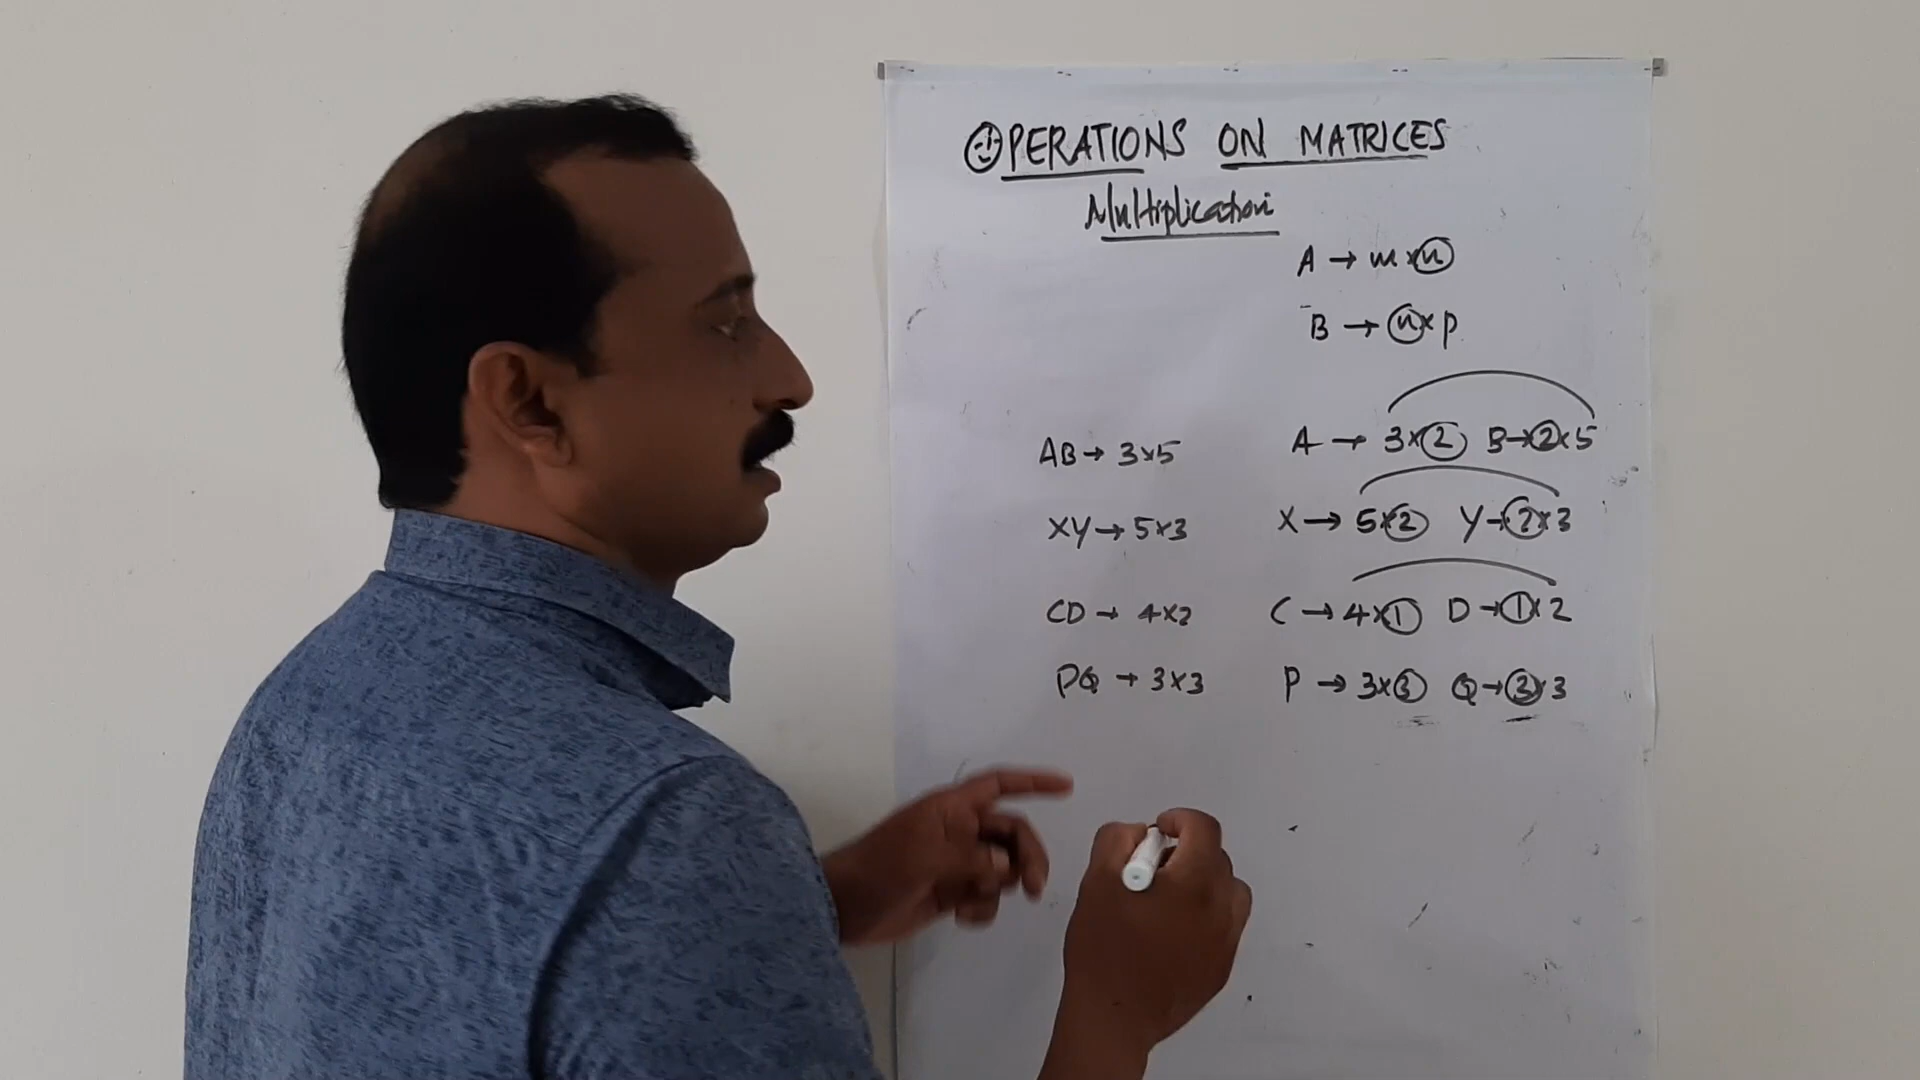 OPERATIONS ON MATRICES
Multiplication
A → m×n
B → n×p
AB → 3×5 A → 3×2 B→2×5
XY → 5×3 X → 5×2 Y→2×3
CD → 4×2 C → 4×1 D→1×2
PQ → 3×3 P → 3×3 Q→3×3